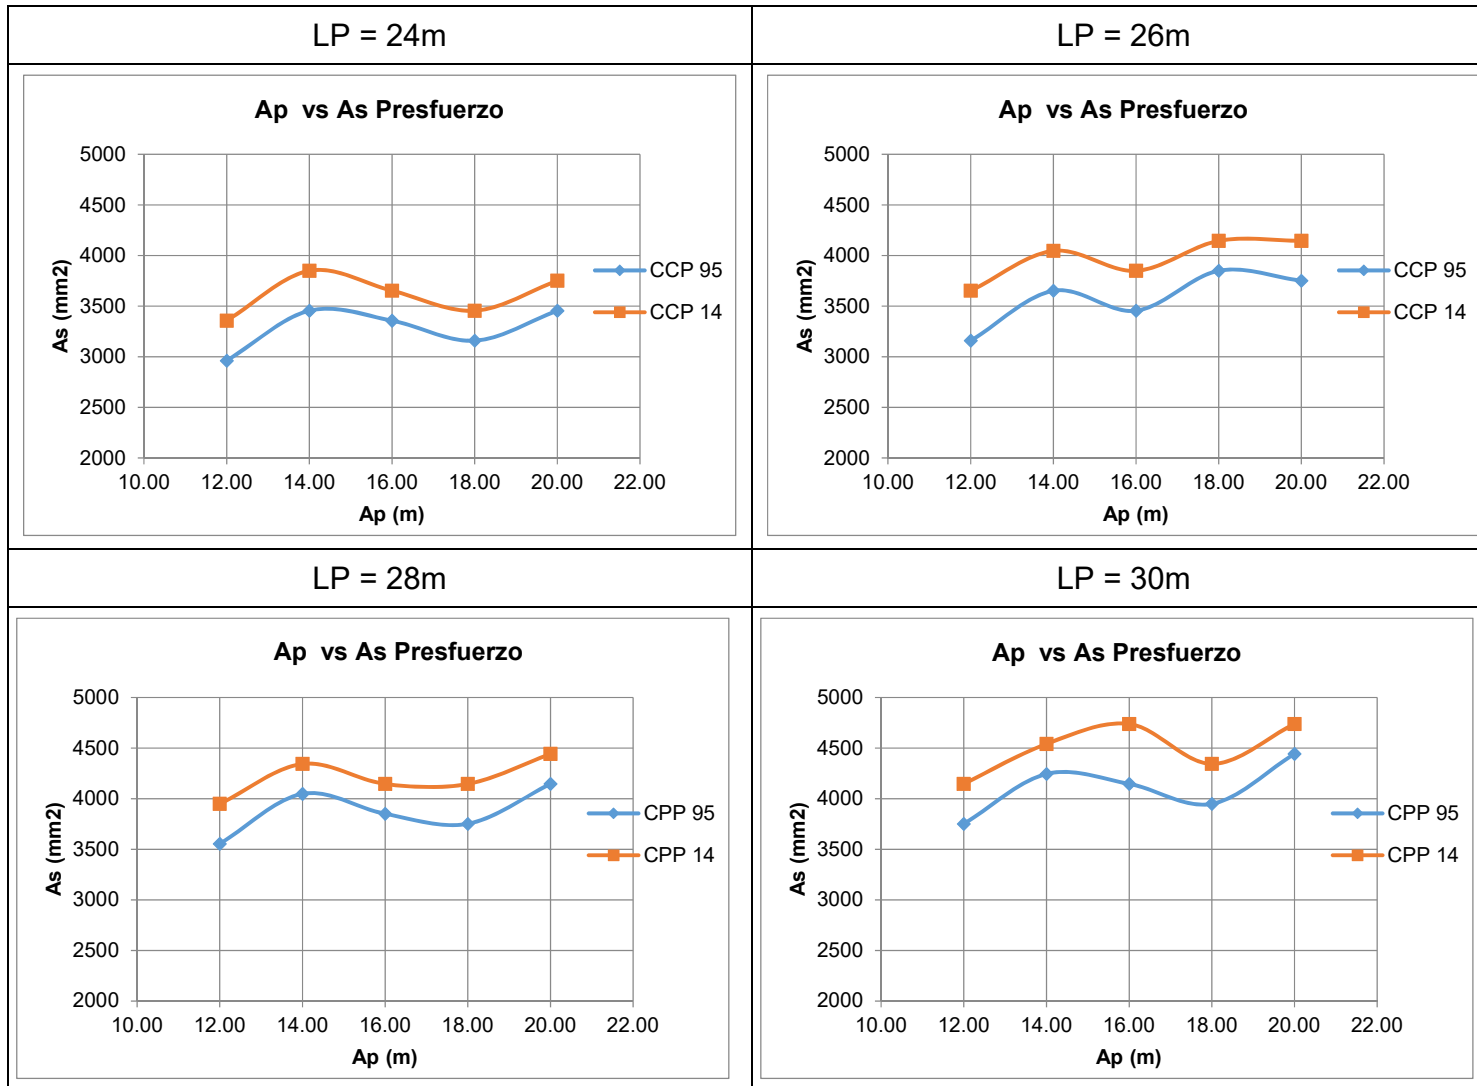 LP = 24m
LP = 26m
Ap vs As Presfuerzo
5000
4500
4000
3500
3000
2500
2000
10.00 12.00 14.00 16.00 18.00 20.00 22.00
As (mm2)
Ap (m)
CCP 95
CCP 14
Ap vs As Presfuerzo
5000
4500
4000
3500
3000
2500
2000
10.00 12.00 14.00 16.00 18.00 20.00 22.00
As (mm2)
Ap (m)
CCP 95
CCP 14
LP = 28m
LP = 30m
Ap vs As Presfuerzo
5000
4500
4000
3500
3000
2500
2000
10.00 12.00 14.00 16.00 18.00 20.00 22.00
As (mm2)
Ap (m)
CPP 95
CPP 14
Ap vs As Presfuerzo
5000
4500
4000
3500
3000
2500
2000
10.00 12.00 14.00 16.00 18.00 20.00 22.00
As (mm2)
Ap (m)
CPP 95
CPP 14